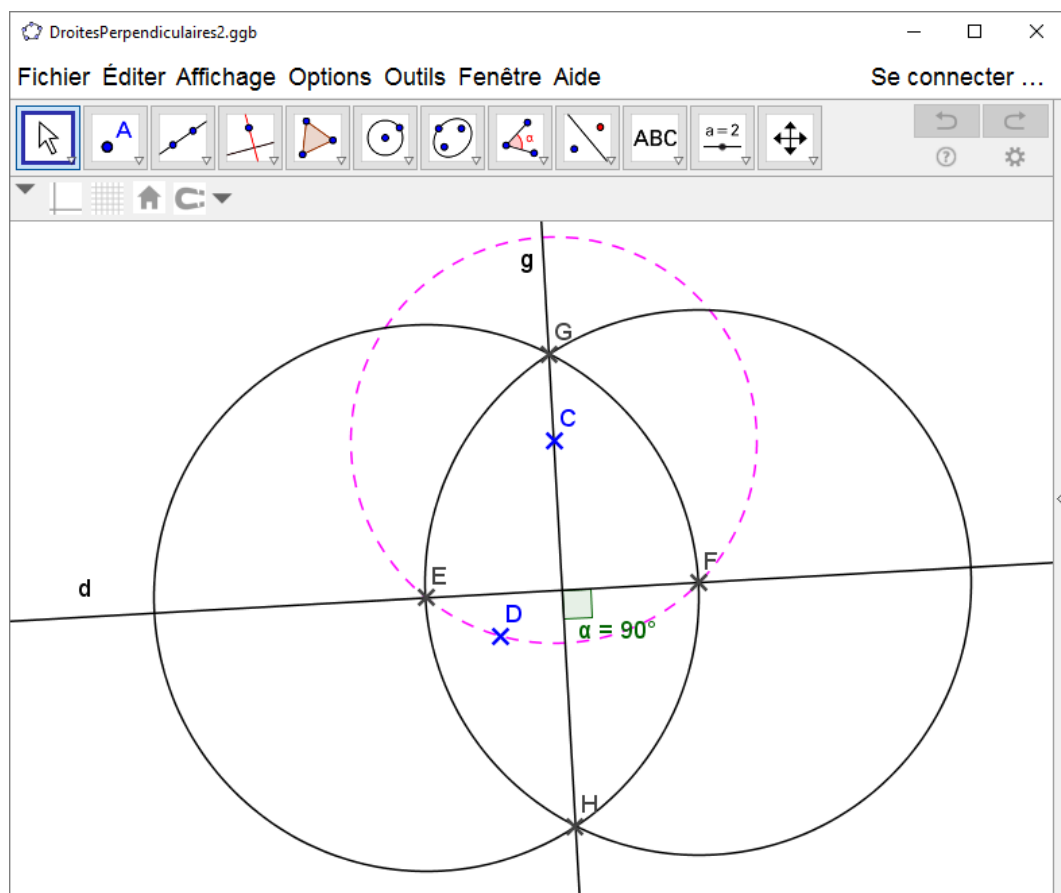 DroitesPerpendiculaires2.ggb
Fichier Éditer Affichage Options Outils Fenêtre Aide Se connecter ...
A α ABC a = 2 ?
g
G
C
E F
d
D
α = 90°
H